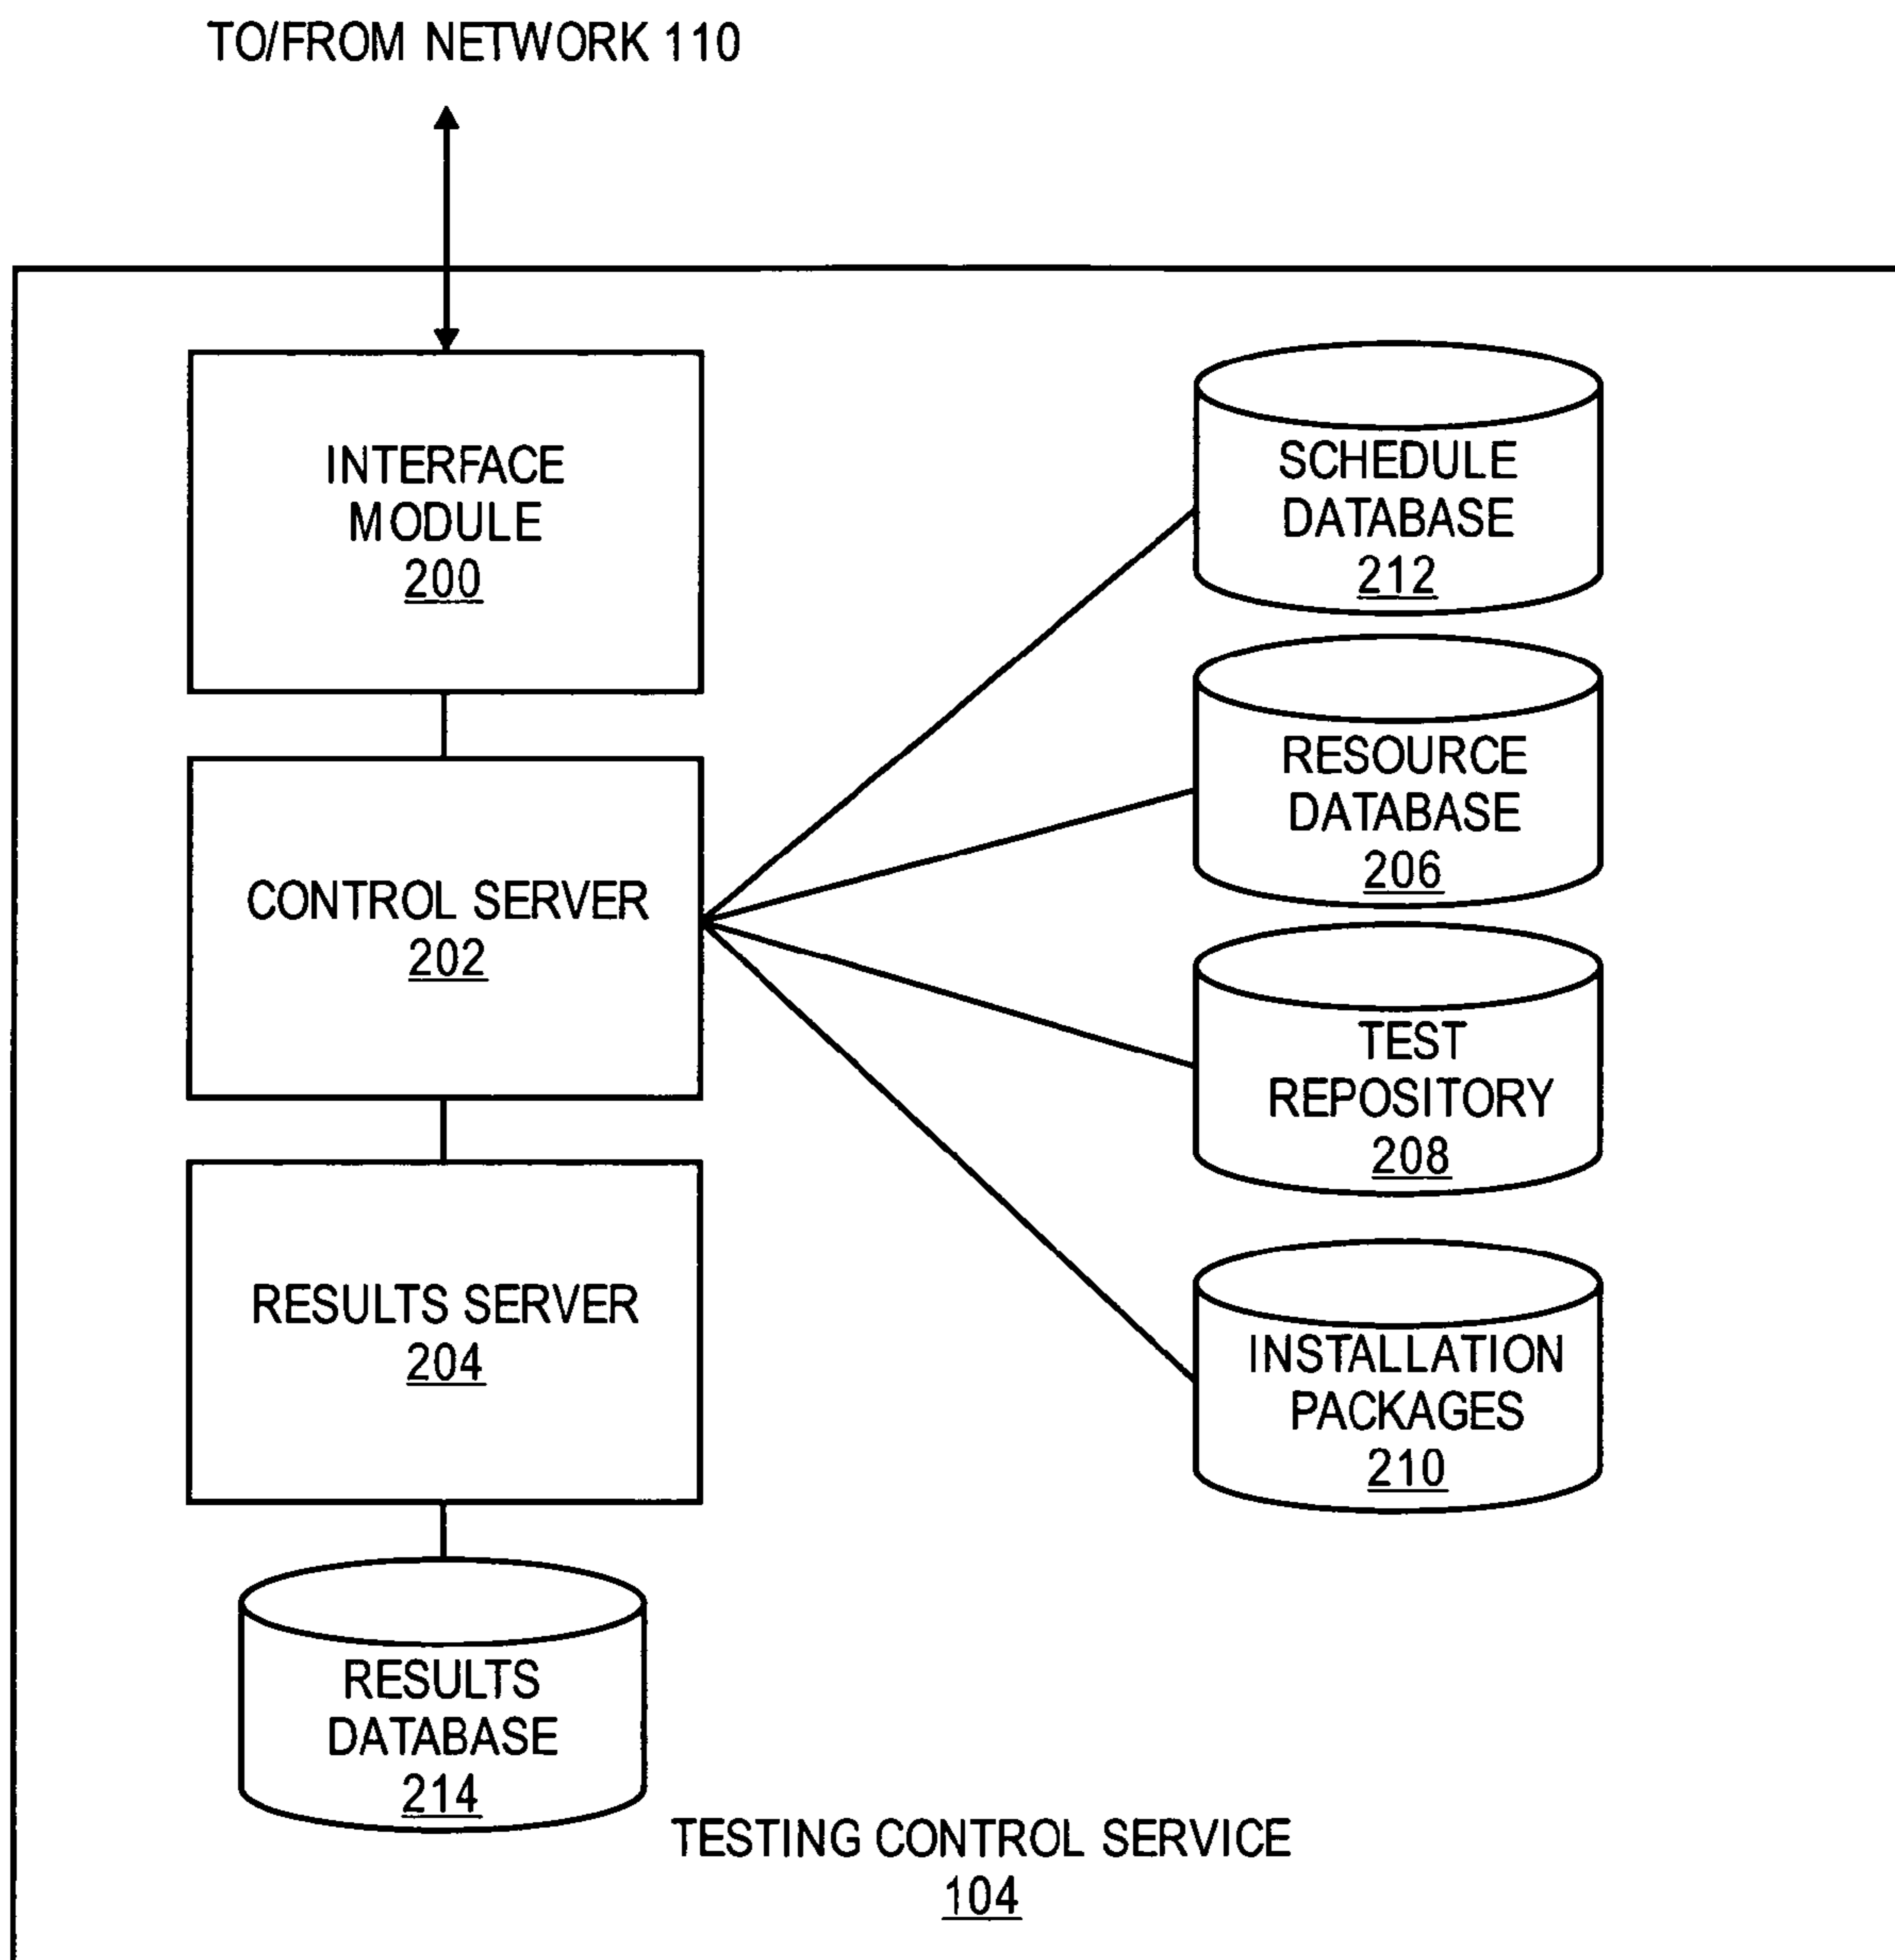 TO/FROM NETWORK 110
INTERFACE
MODULE
200
CONTROL SERVER
202
RESULTS SERVER
204
RESULTS
DATABASE
214
SCHEDULE
DATABASE
212
RESOURCE
DATABASE
206
TEST
REPOSITORY
208
INSTALLATION
PACKAGES
210
TESTING CONTROL SERVICE
104